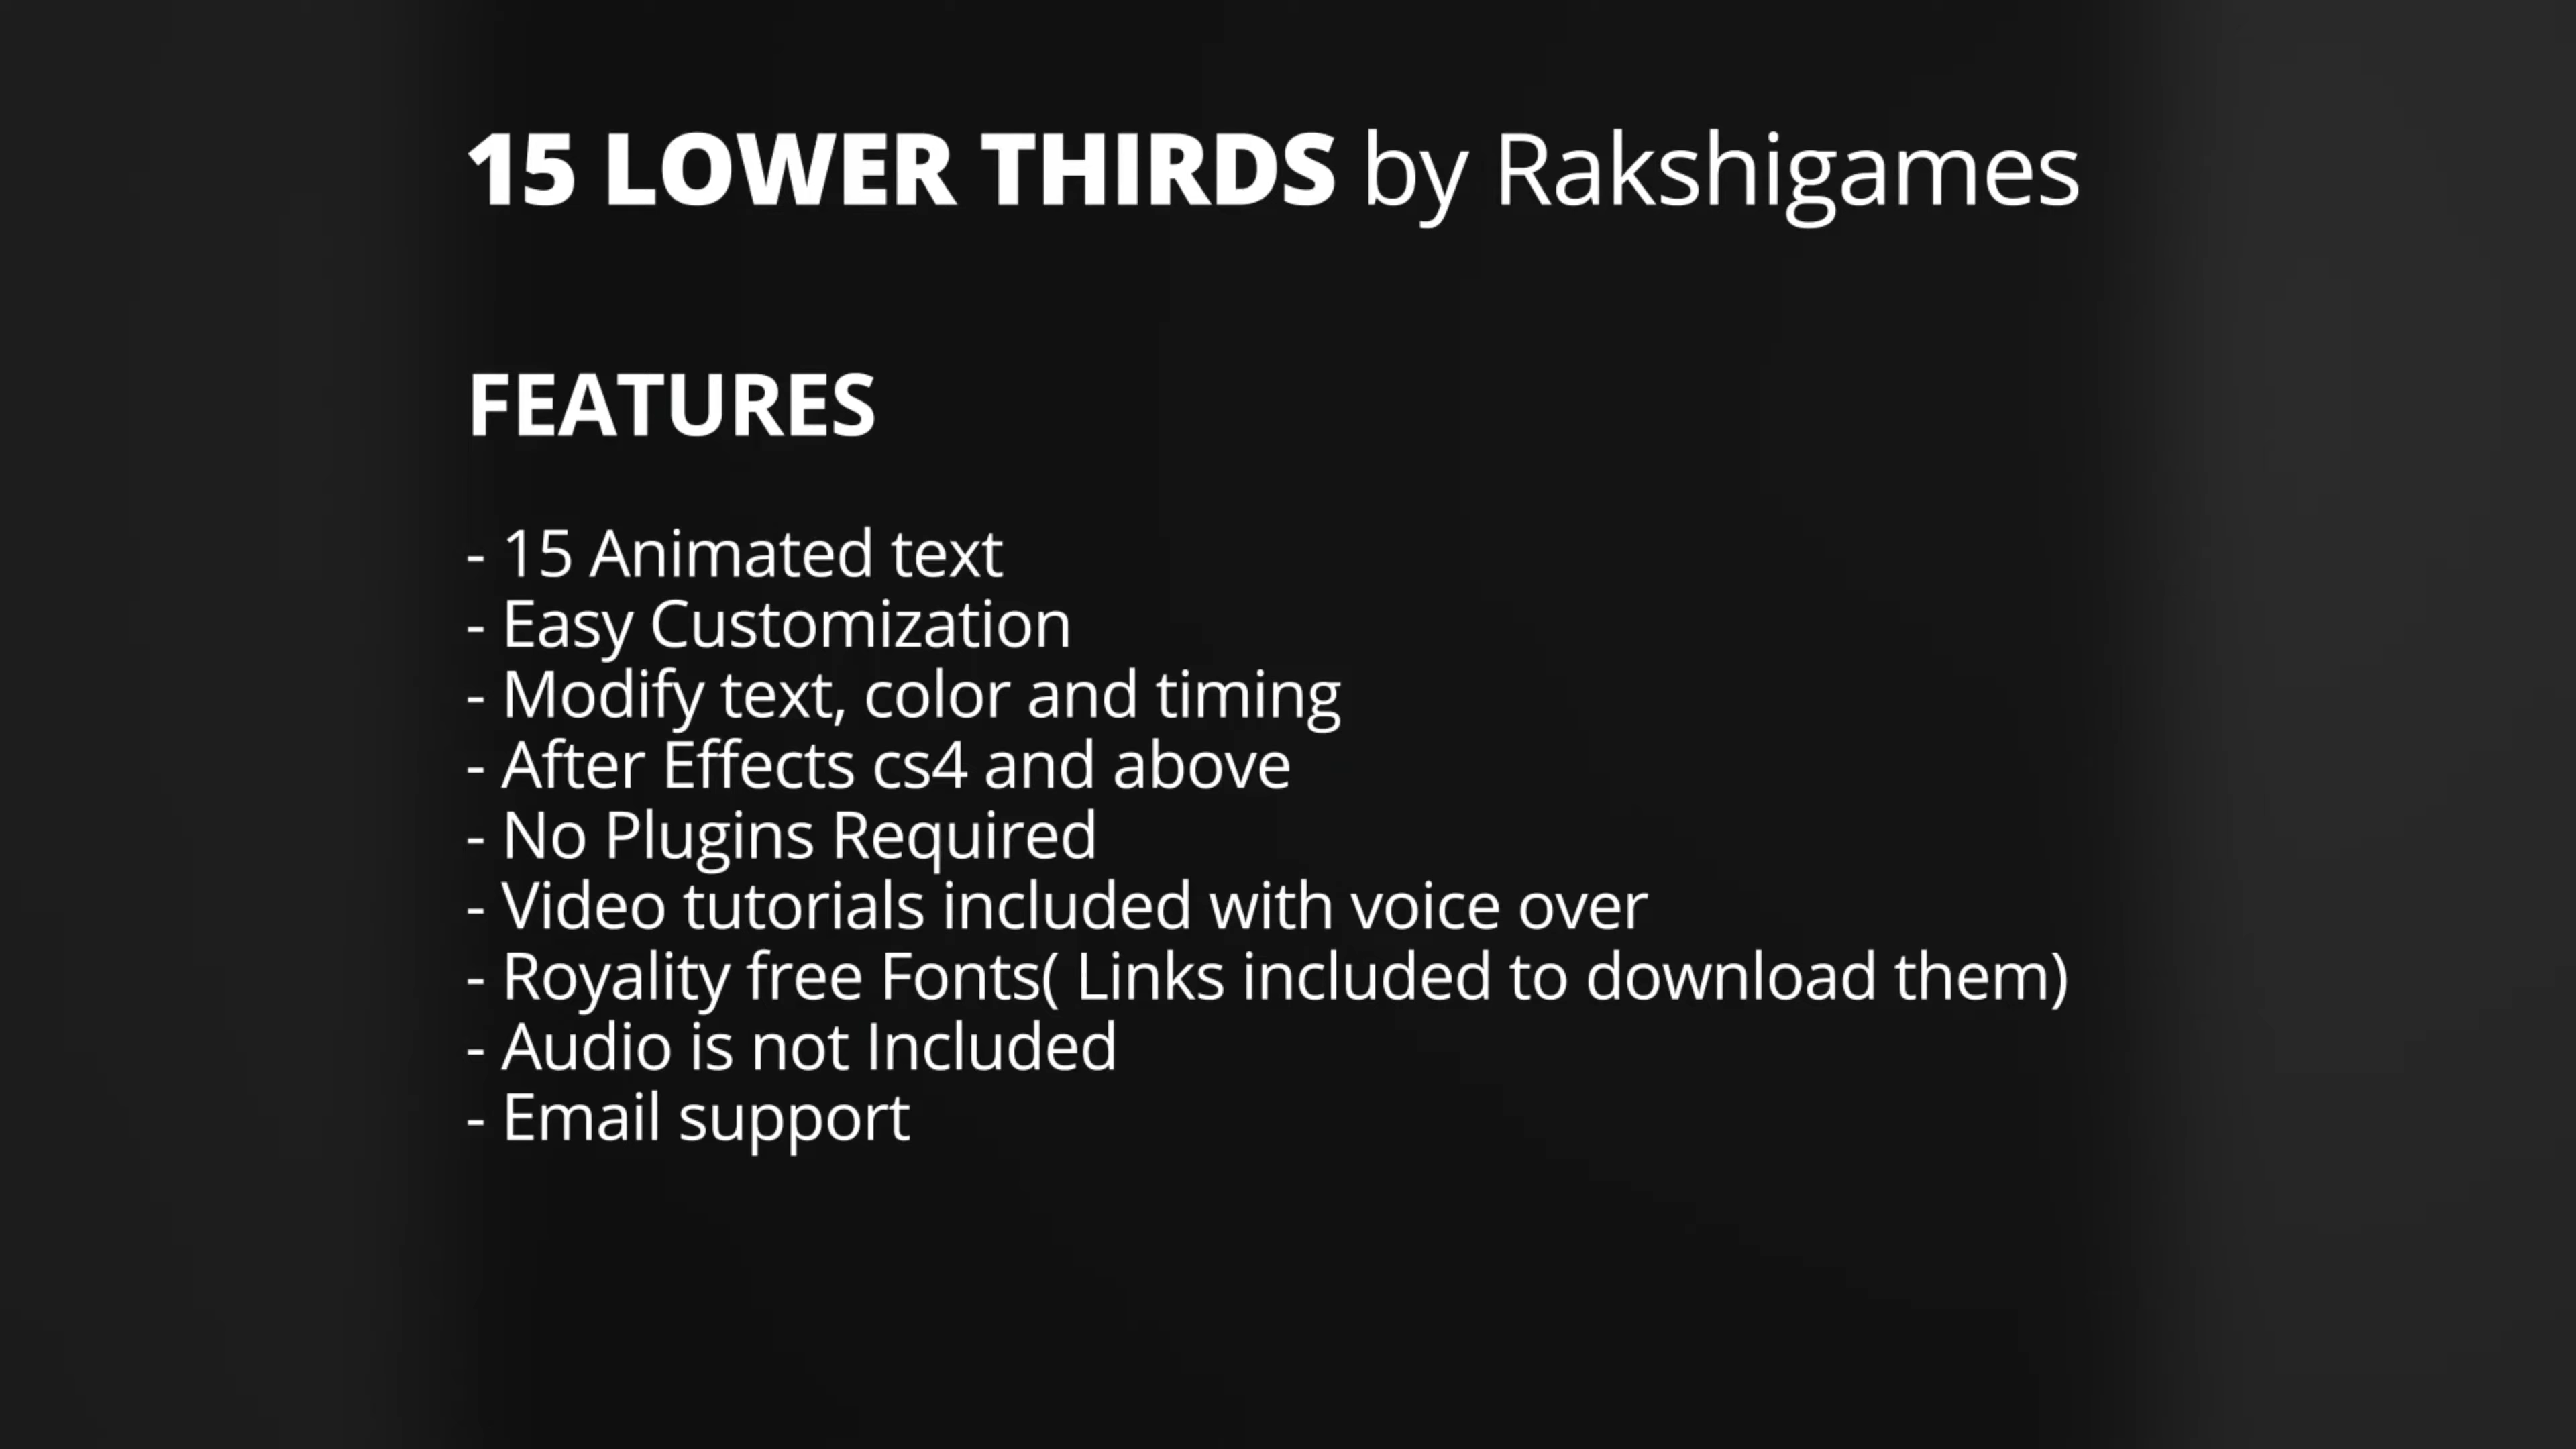 15 LOWER THIRDS by Rakshigames
FEATURES
- 15 Animated text
- Easy Customization
- Modify text, color and timing
- After Effects cs4 and above
- No Plugins Required
- Video tutorials included with voice over
- Royality free Fonts( Links included to download them)
- Audio is not Included
- Email support